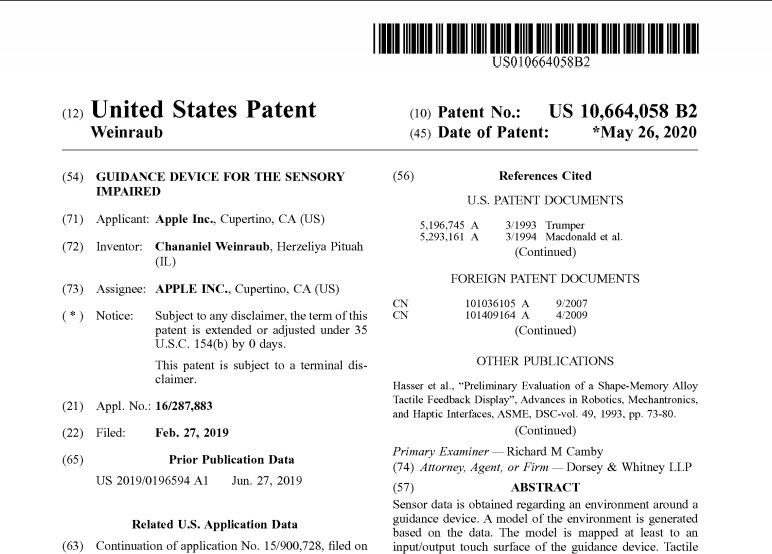 US010664058B2
(12) United States Patent
Weinraub
(10) Patent No.: US 10,664,058 B2
(45) Date of Patent: *May 26, 2020
(54) GUIDANCE DEVICE FOR THE SENSORY
IMPAIRED
(71) Applicant: Apple Inc., Cupertino, CA (US)
(72) Inventor: Chananiel Weinraub, Herzeliya Pituah
(IL)
(73) Assignee: APPLE INC., Cupertino, CA (US)
( * ) Notice: Subject to any disclaimer, the term of this
patent is extended or adjusted under 35
U.S.C. 154(b) by 0 days.
This patent is subject to a terminal dis-
claimer.
(21) Appl. No.: 16/287,883
(22) Filed: Feb. 27, 2019
(65) Prior Publication Data
US 2019/0196594 A1 Jun. 27, 2019
Related U.S. Application Data
(63) Continuation of application No. 15/900,728, filed on
(56) References Cited
U.S. PATENT DOCUMENTS
5,196,745 A 3/1993 Trumper
5,293,161 A 3/1994 Macdonald et al.
(Continued)
FOREIGN PATENT DOCUMENTS
CN 101036105 A 9/2007
CN 101409164 A 4/2009
(Continued)
OTHER PUBLICATIONS
Hasser et al., “Preliminary Evaluation of a Shape-Memory Alloy
Tactile Feedback Display”, Advances in Robotics, Mechantronics,
and Haptic Interfaces, ASME, DSC-vol. 49, 1993, pp. 73-80.
(Continued)
Primary Examiner — Richard M Camby
(74) Attorney, Agent, or Firm — Dorsey & Whitney LLP
(57) ABSTRACT
Sensor data is obtained regarding an environment around a
guidance device. A model of the environment is generated
based on the data. The model is mapped at least to an
input/output touch surface of the guidance device. Tactile